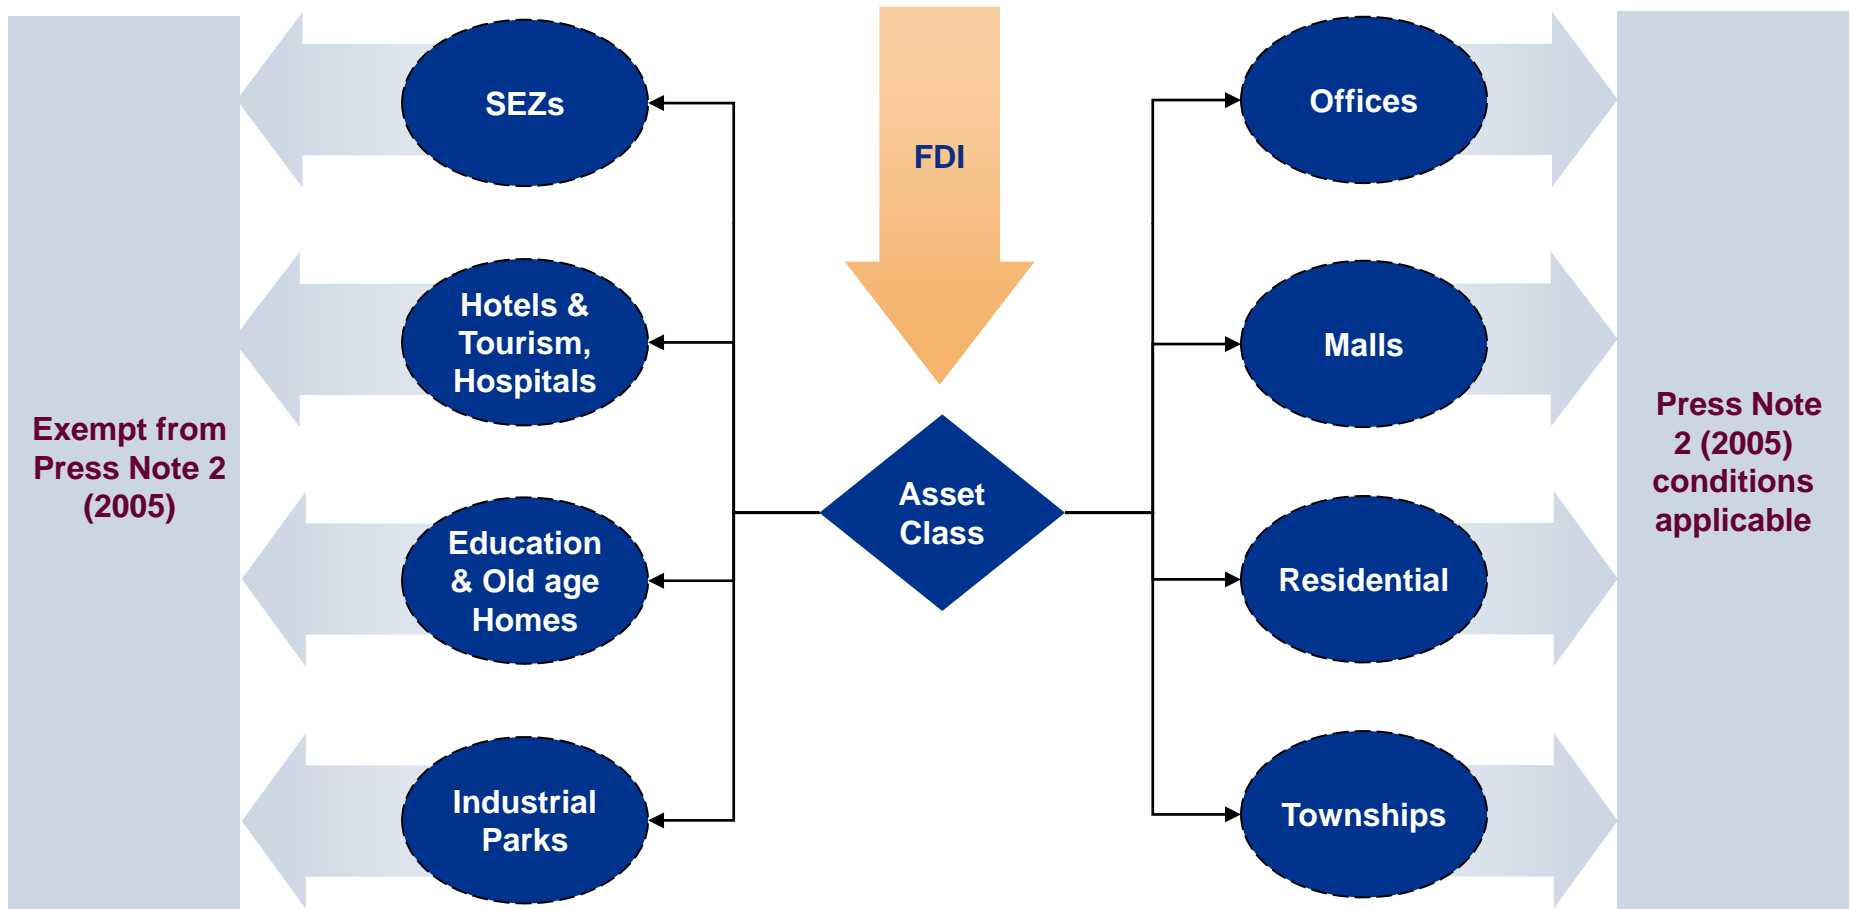 Exempt from
Press Note 2
(2005)
SEZs
Hotels &
Tourism,
Hospitals
Education
& Old age
Homes
Industrial
Parks
FDI
Asset
Class
Offices
Malls
Residential
Townships
Press Note
2 (2005)
conditions
applicable